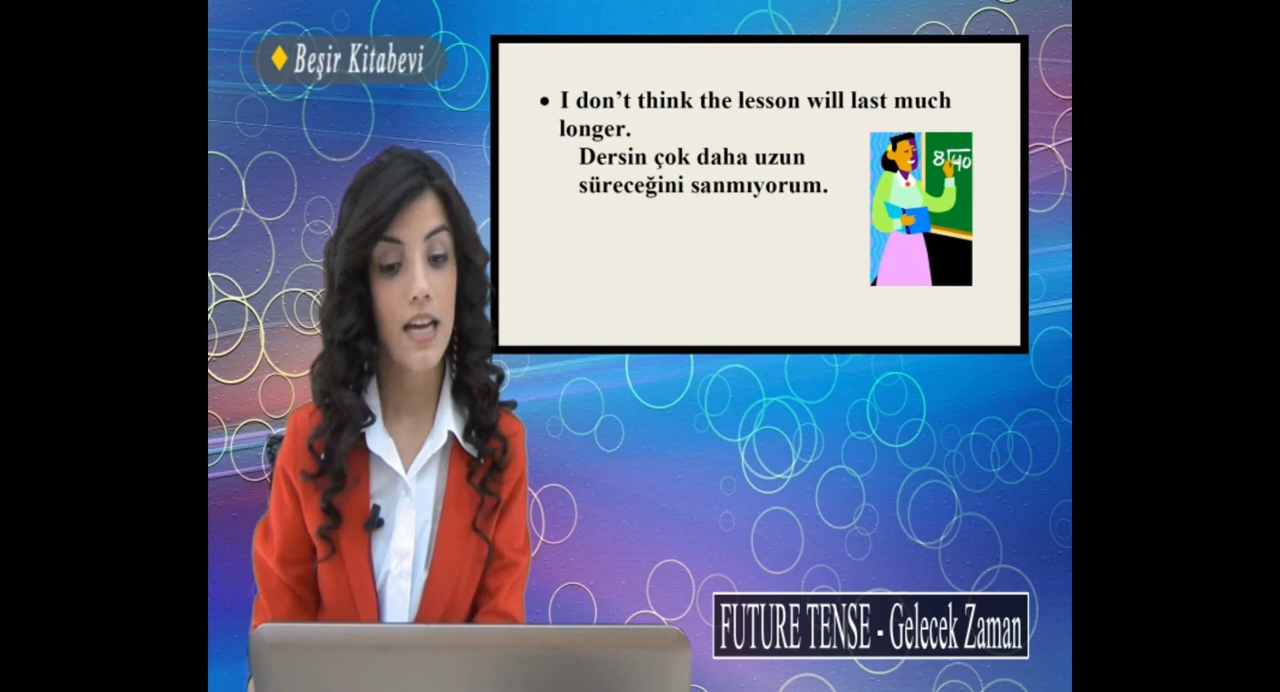 Beşir Kitabevi
• I don’t think the lesson will last much
longer.
Dersin çok daha uzun
süreceğini sanmıyorum.
8 40
FUTURE TENSE - Gelecek Zaman